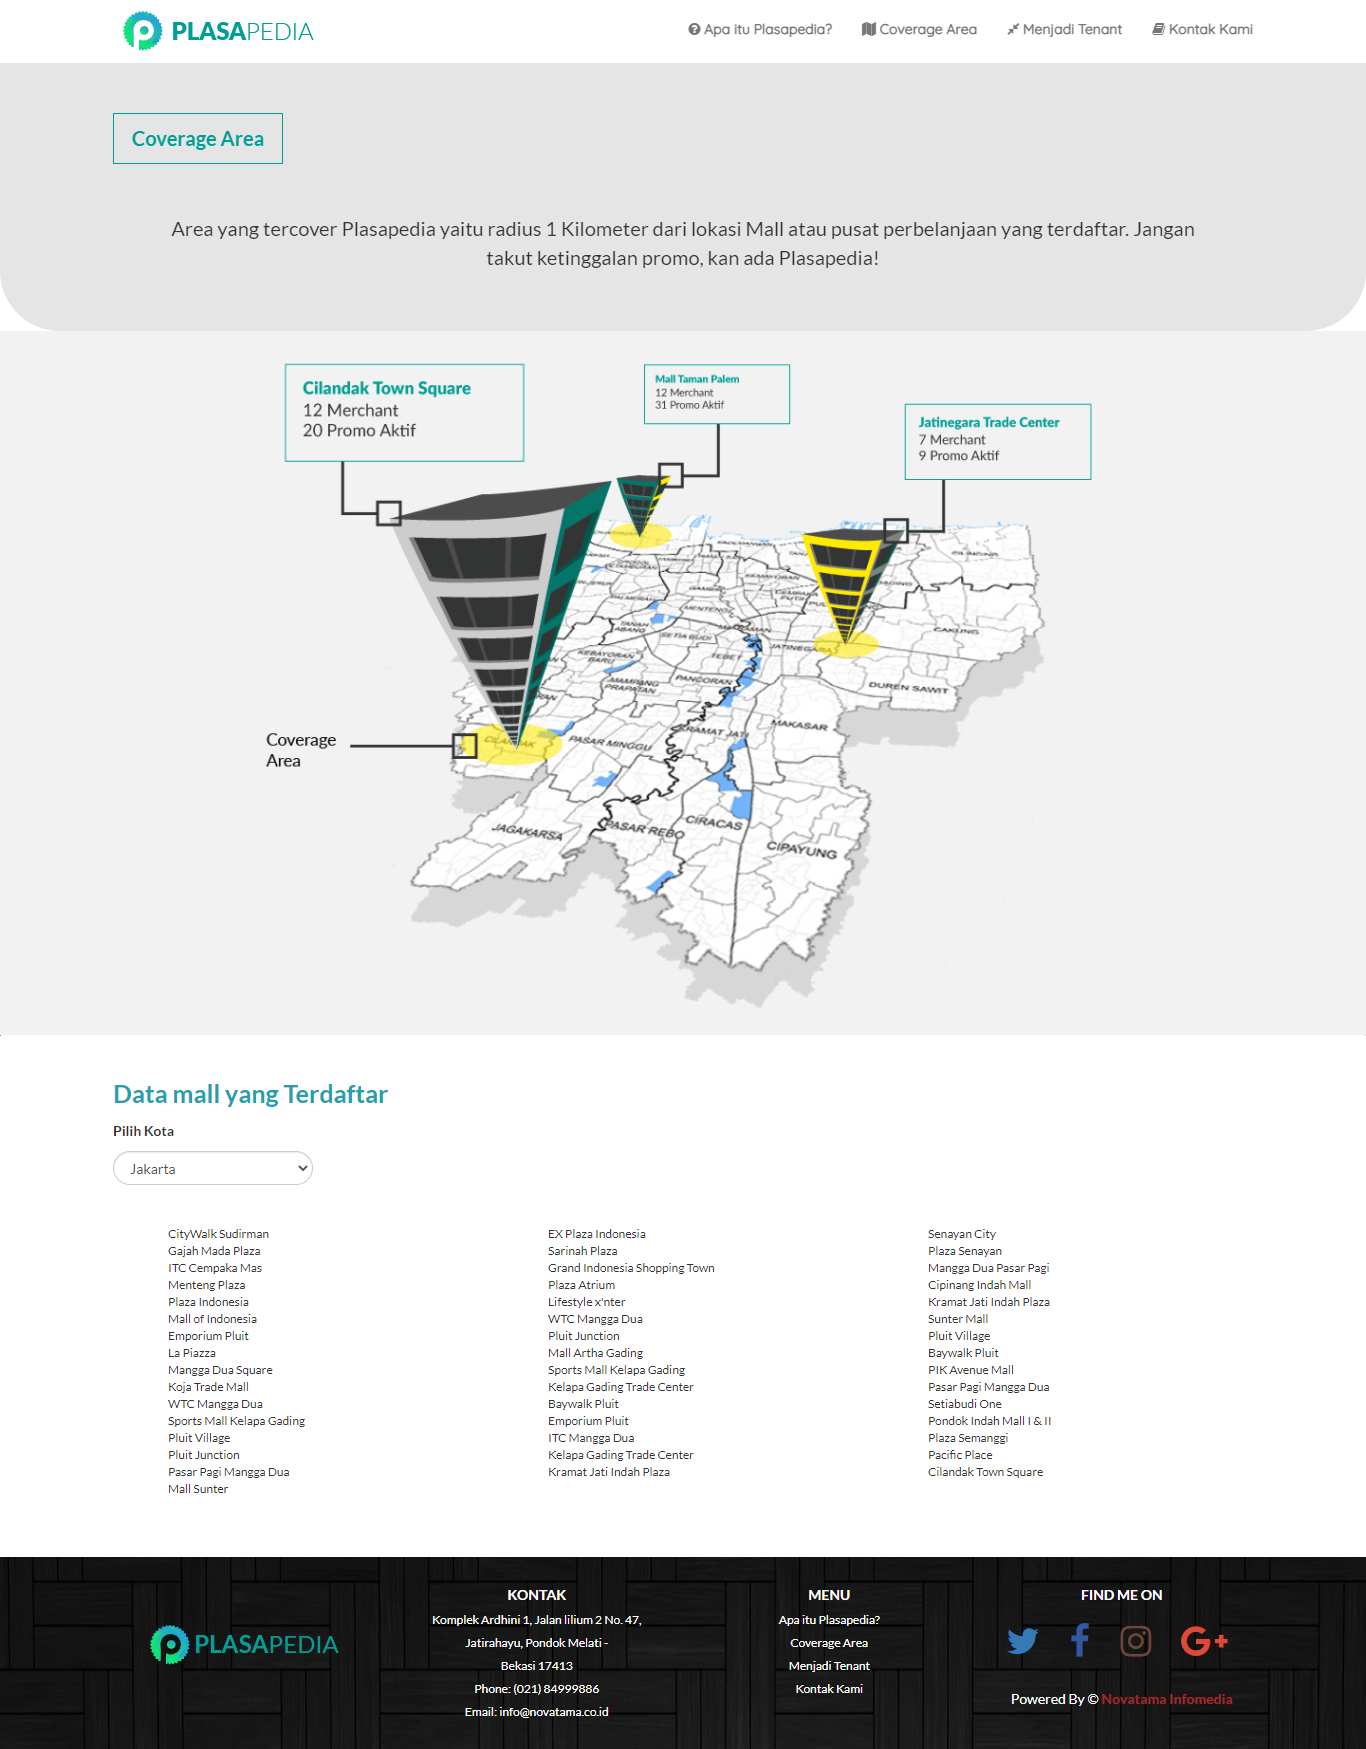 PLASAPEDIA
Apa itu Plasapedia?
Coverage Area
Menjadi Tenant
Kontak Kami
Coverage Area
Area yang tercover Plasapedia yaitu radius 1 Kilometer dari lokasi Mall atau pusat perbelanjaan yang terdaftar. Jangan
takut ketinggalan promo, kan ada Plasapedia!
Cilandak Town Square
12 Merchant
20 Promo Aktif
Mall Taman Palem
12 Merchant
31 Promo Aktif
Jatinegara Trade Center
7 Merchant
9 Promo Aktif
CILINCING
KEMAYORAN
CEMPAKA
PUTIH
MENTENG
TANAH
ABANG
SETIA BUDI
CAKUNG
JATINEGARA
TEBET
KEBAYORAN
BARU
MAMPANG
PRAPATAN
PANCORAN
DUREN SAWIT
MAKASAR
KRAMAT JATI
PASAR MINGGU
CILANDAK
Coverage
Area
JAGAKARSA
PASAR REBO
CIRACAS
CIPAYUNG
Data mall yang Terdaftar
Pilih Kota
Jakarta
CityWalk Sudirman
Gajah Mada Plaza
ITC Cempaka Mas
Menteng Plaza
Plaza Indonesia
Mall of Indonesia
Emporium Pluit
La Piazza
Mangga Dua Square
Koja Trade Mall
WTC Mangga Dua
Sports Mall Kelapa Gading
Pluit Village
Pluit Junction
Pasar Pagi Mangga Dua
Mall Sunter
EX Plaza Indonesia
Sarinah Plaza
Grand Indonesia Shopping Town
Plaza Atrium
Lifestyle x'nter
WTC Mangga Dua
Pluit Junction
Mall Artha Gading
Sports Mall Kelapa Gading
Kelapa Gading Trade Center
Baywalk Pluit
Emporium Pluit
ITC Mangga Dua
Kelapa Gading Trade Center
Kramat Jati Indah Plaza
Senayan City
Plaza Senayan
Mangga Dua Pasar Pagi
Cipinang Indah Mall
Kramat Jati Indah Plaza
Sunter Mall
Pluit Village
Baywalk Pluit
PIK Avenue Mall
Pasar Pagi Mangga Dua
Setiabudi One
Pondok Indah Mall I & II
Plaza Semanggi
Pacific Place
Cilandak Town Square
PLASAPEDIA
KONTAK
Komplek Ardhini 1, Jalan lilium 2 No. 47,
Jatirahayu, Pondok Melati -
Bekasi 17413
Phone: (021) 84999886
Email: info@novatama.co.id
MENU
Apa itu Plasapedia?
Coverage Area
Menjadi Tenant
Kontak Kami
FIND ME ON
Powered By © Novatama Infomedia